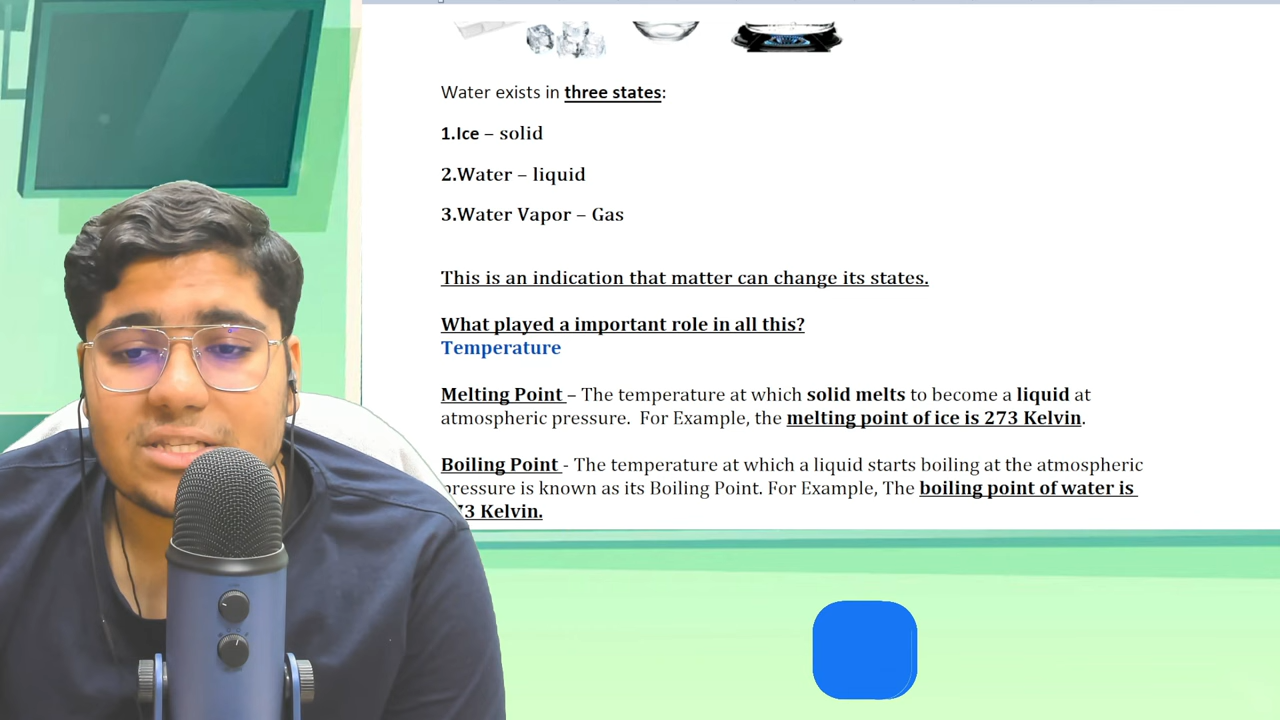 Water exists in three states:
1.Ice – solid
2.Water – liquid
3.Water Vapor – Gas
This is an indication that matter can change its states.
What played a important role in all this?
Temperature
Melting Point – The temperature at which solid melts to become a liquid at
atmospheric pressure. For Example, the melting point of ice is 273 Kelvin.
Boiling Point - The temperature at which a liquid starts boiling at the atmospheric
pressure is known as its Boiling Point. For Example, The boiling point of water is
Kelvin.